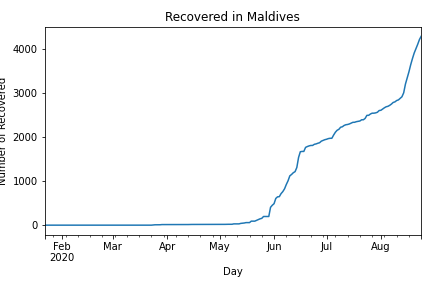 Recovered in Maldives
Number of Recovered
4000
3000
2000
1000
0
Feb
2020
Mar
Apr
May
Jun
Jul
Aug
Day